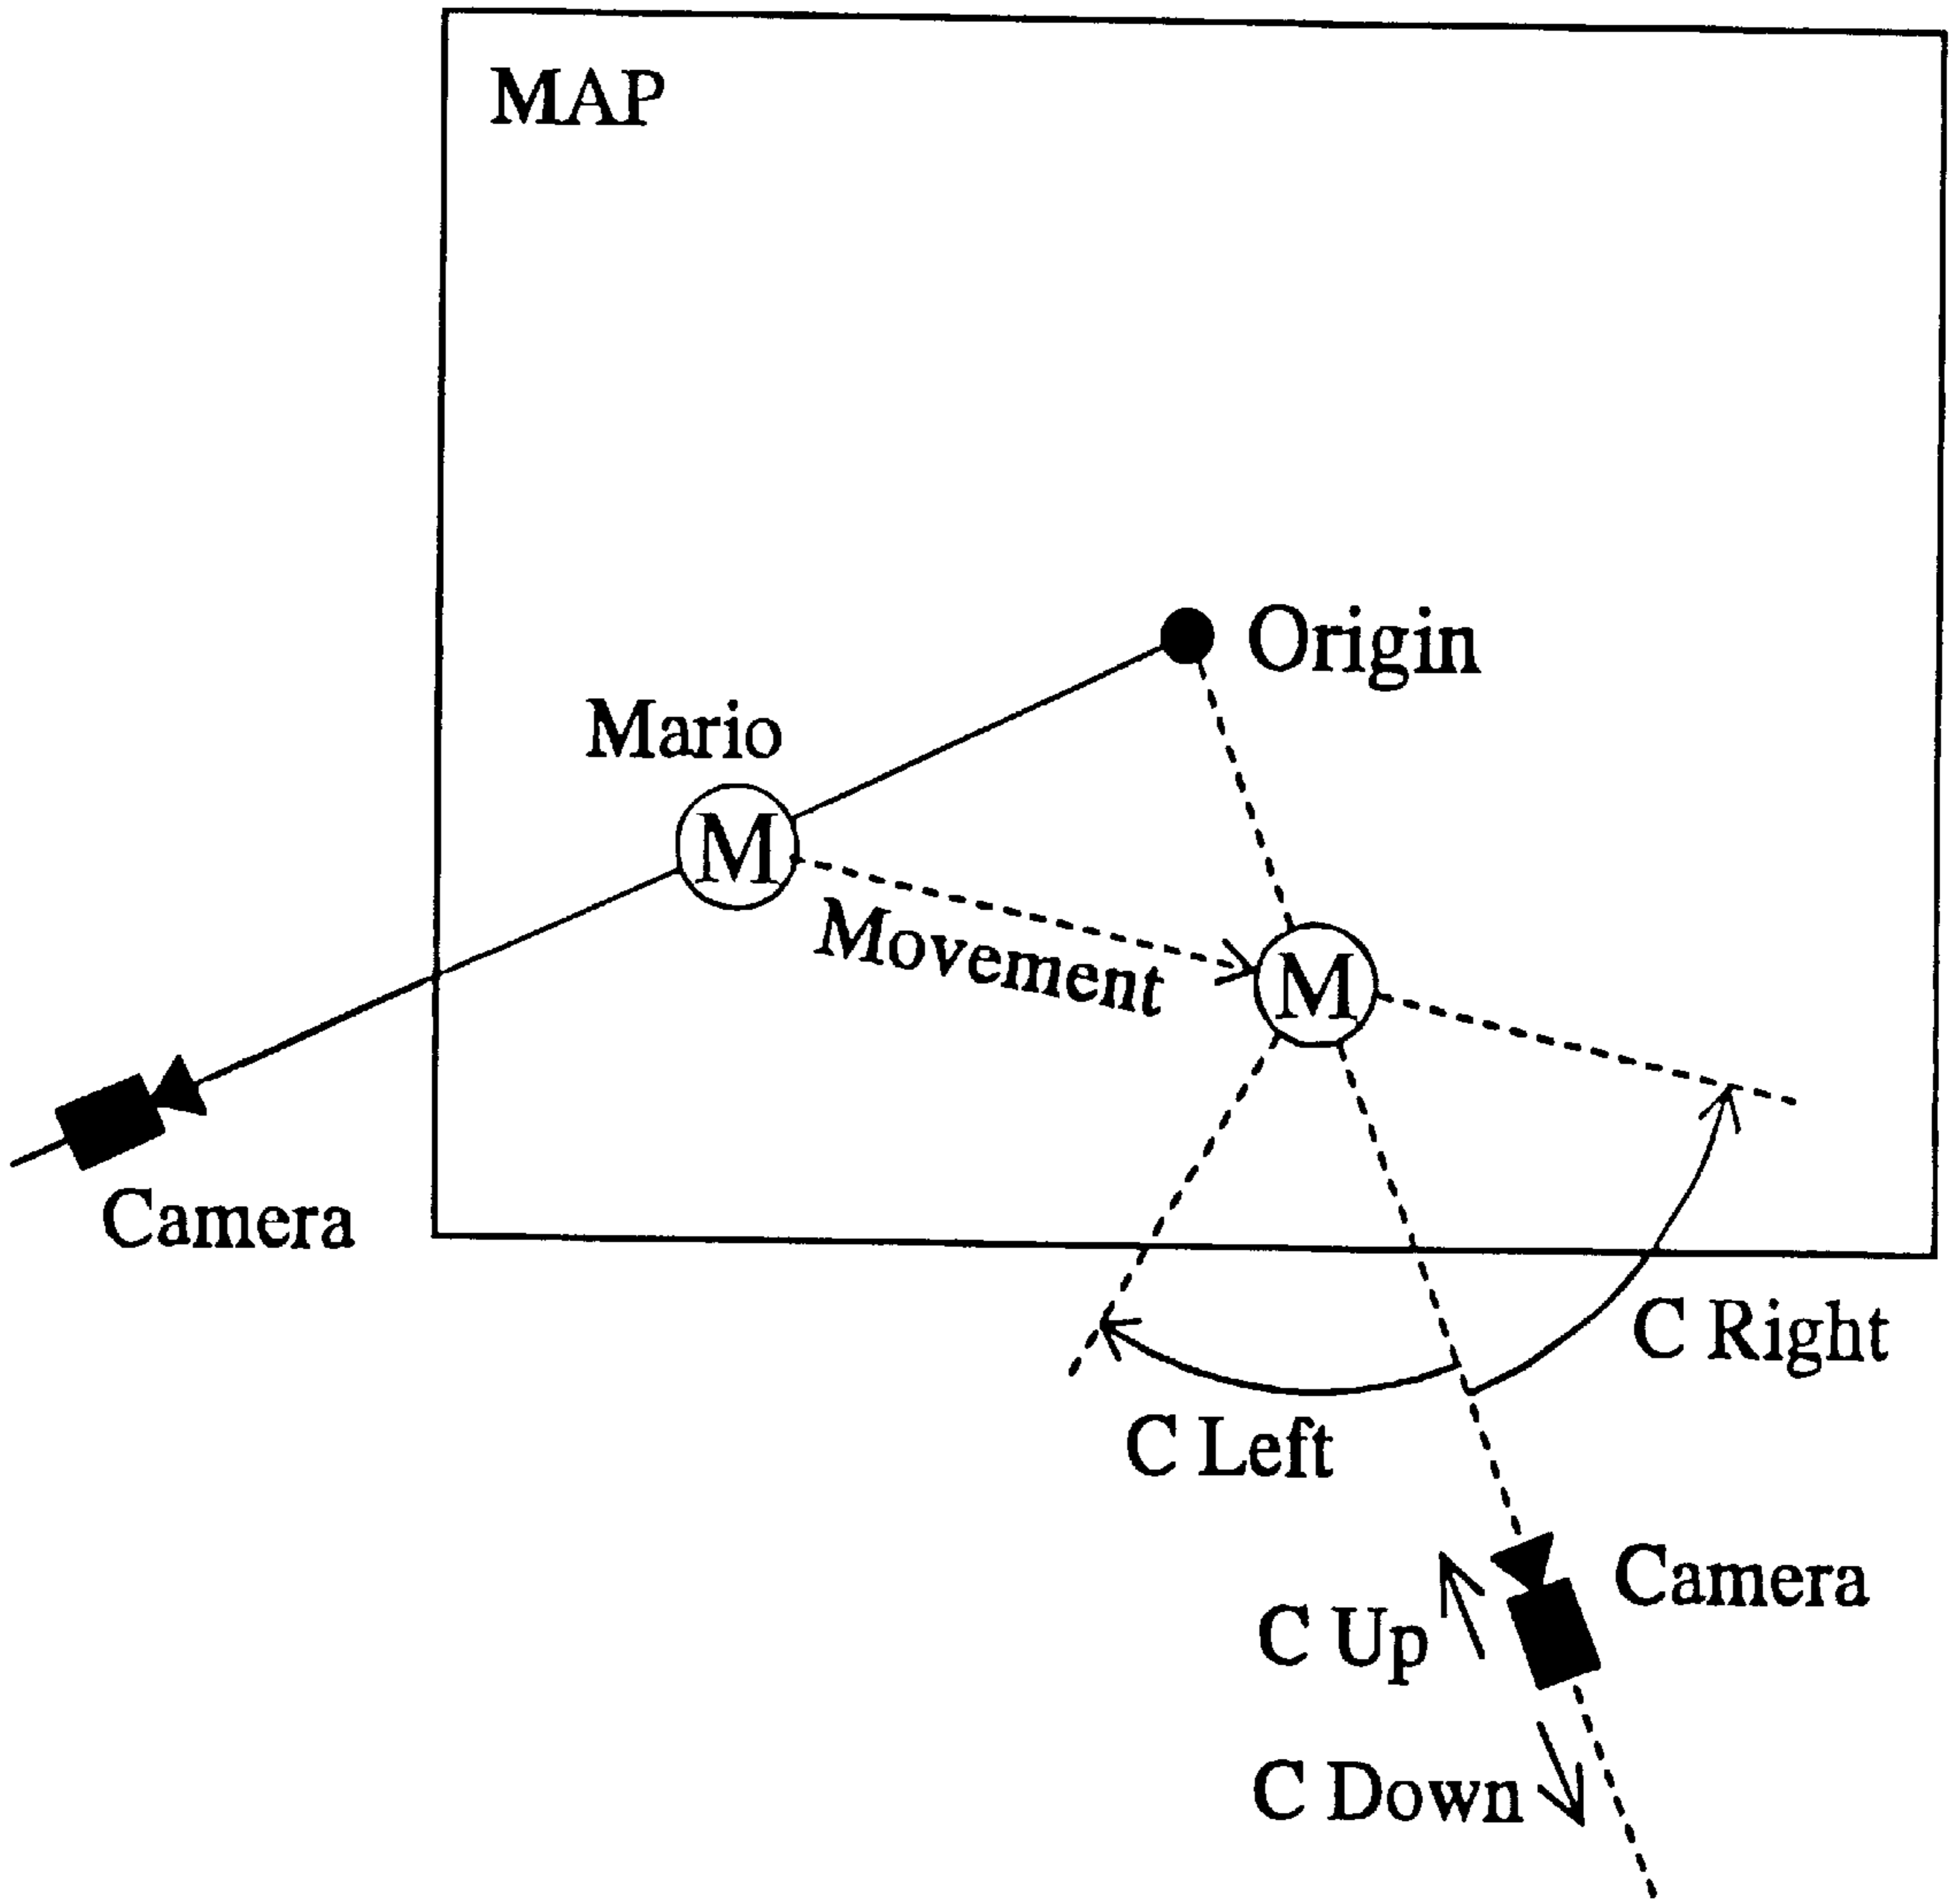 MAP
Origin
Mario
M
Movement
M
Camera
C Right
C Left
Camera
C Up
C Down